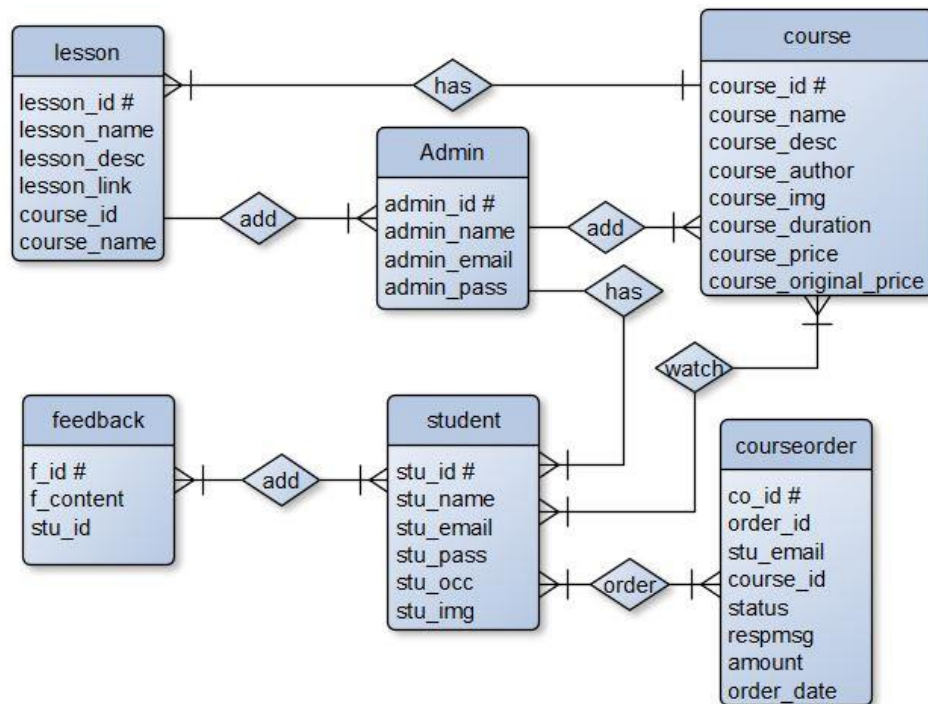 lesson
lesson_id #
lesson_name
lesson_desc
lesson_link
course_id
course_name
has
course
course_id #
course_name
course_desc
course_author
course_img
course_duration
course_price
course_original_price
add
Admin
admin_id #
admin_name
admin_email
admin_pass
add
has
watch
feedback
f_id #
f_content
stu_id
add
student
stu_id #
stu_name
stu_email
stu_pass
stu_occ
stu_img
order
courseorder
co_id #
order_id
stu_email
course_id
status
respmsg
amount
order_date